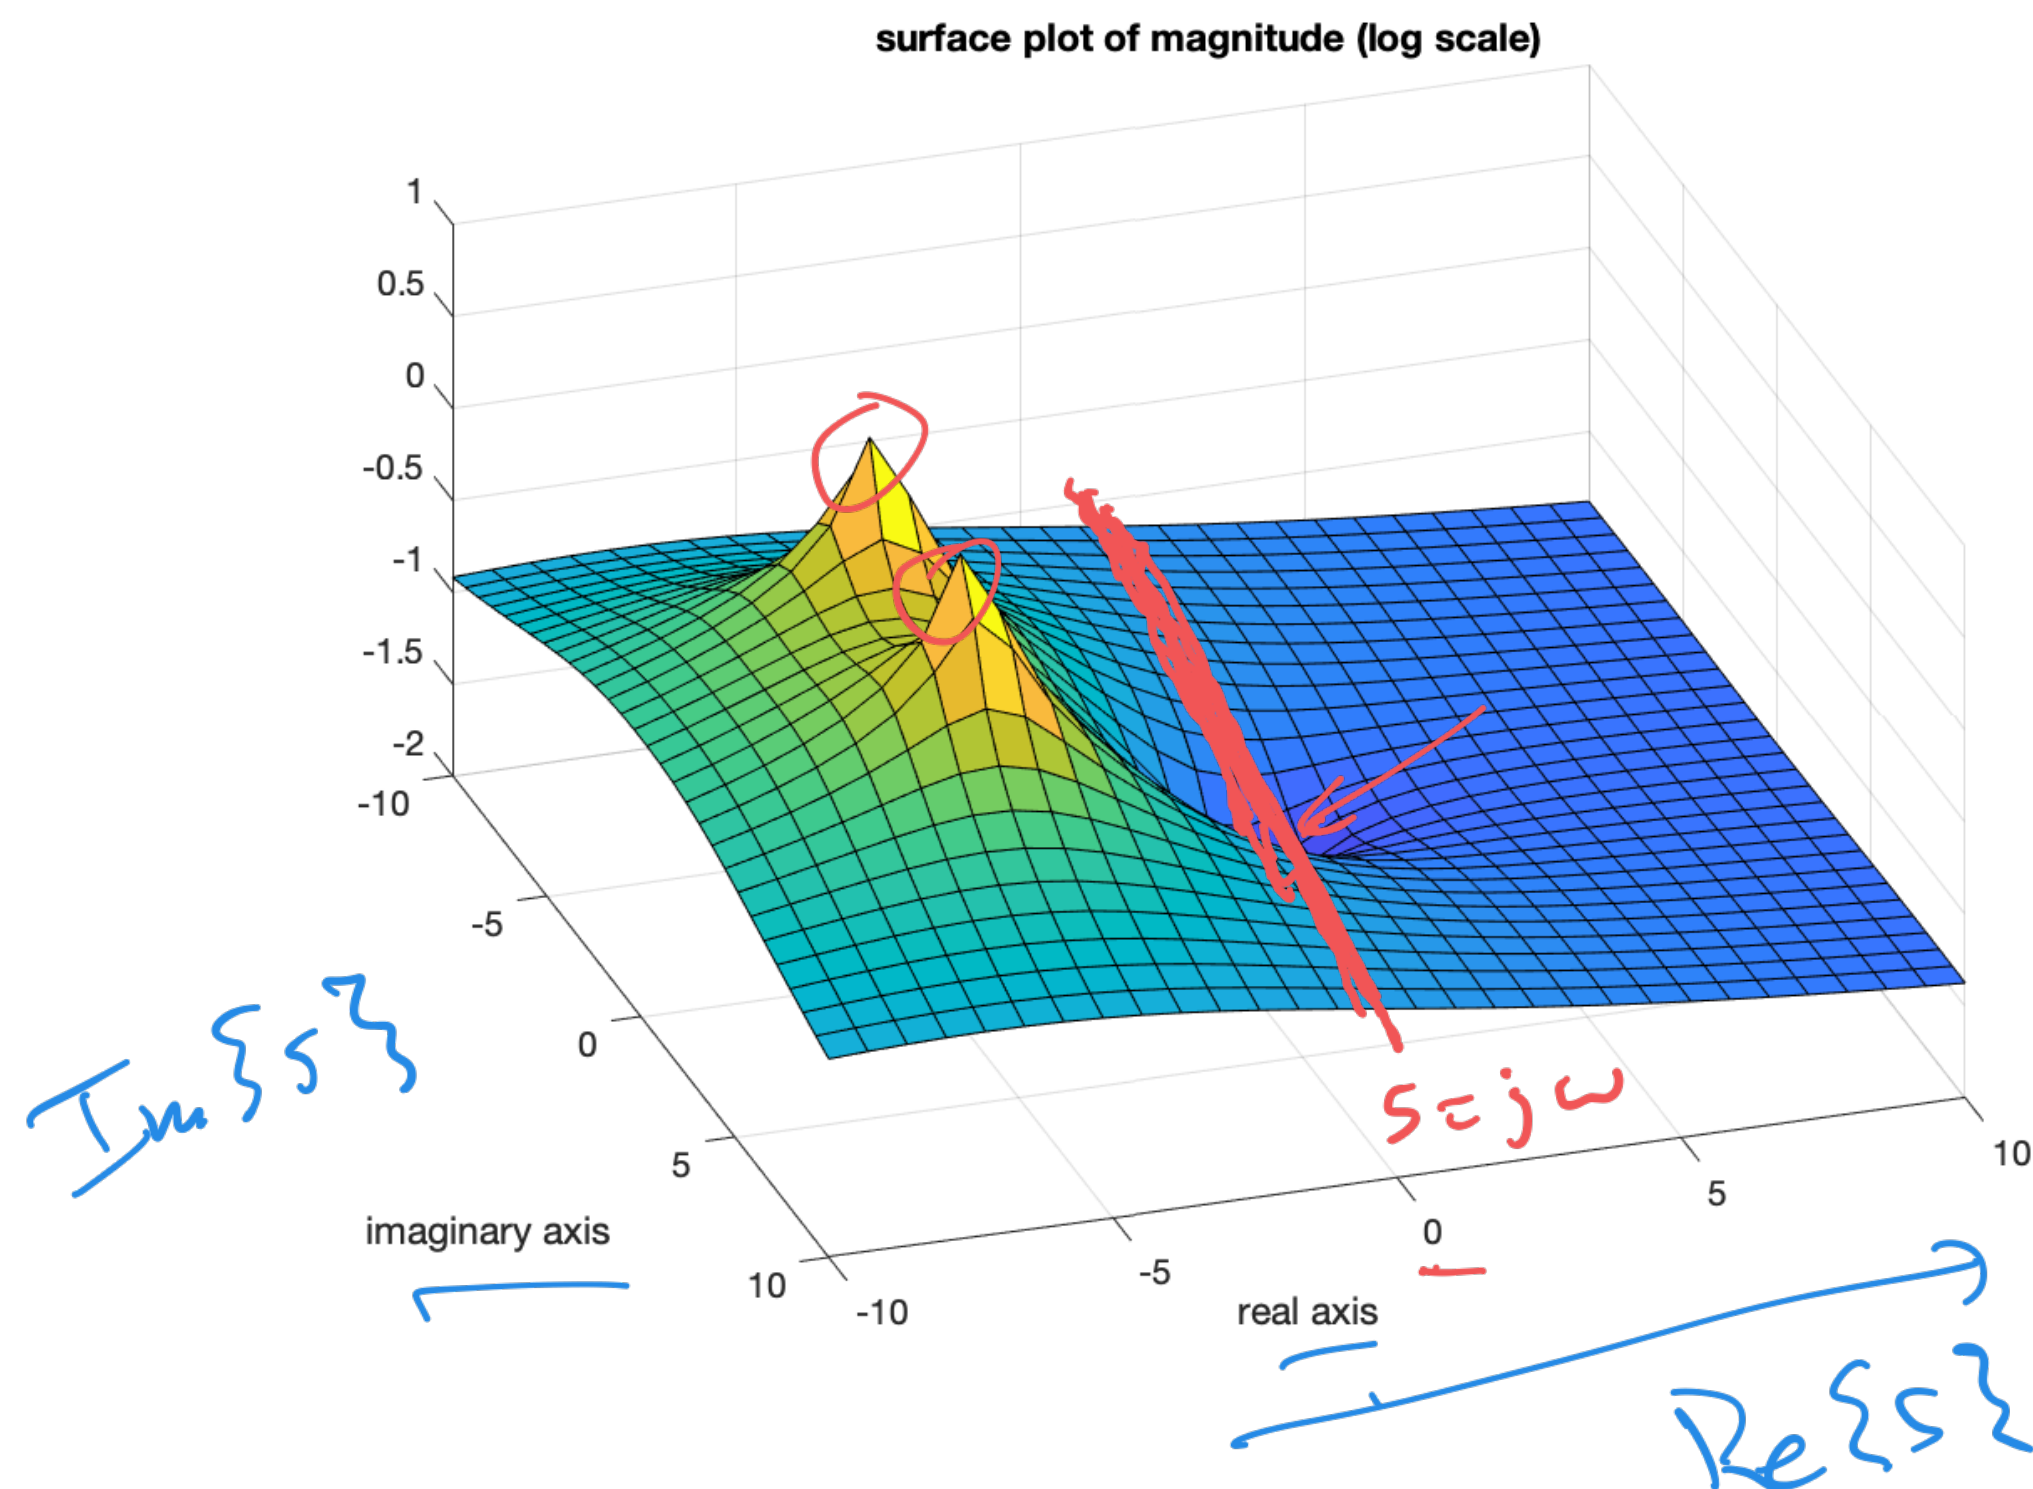 surface plot of magnitude (log scale)
1
0.5
0
-0.5
-1
-1.5
-2
-10
-5
0
5
10
Im{s}
imaginary axis
s=jω
-10
-5
0
5
10
real axis
Re{s}